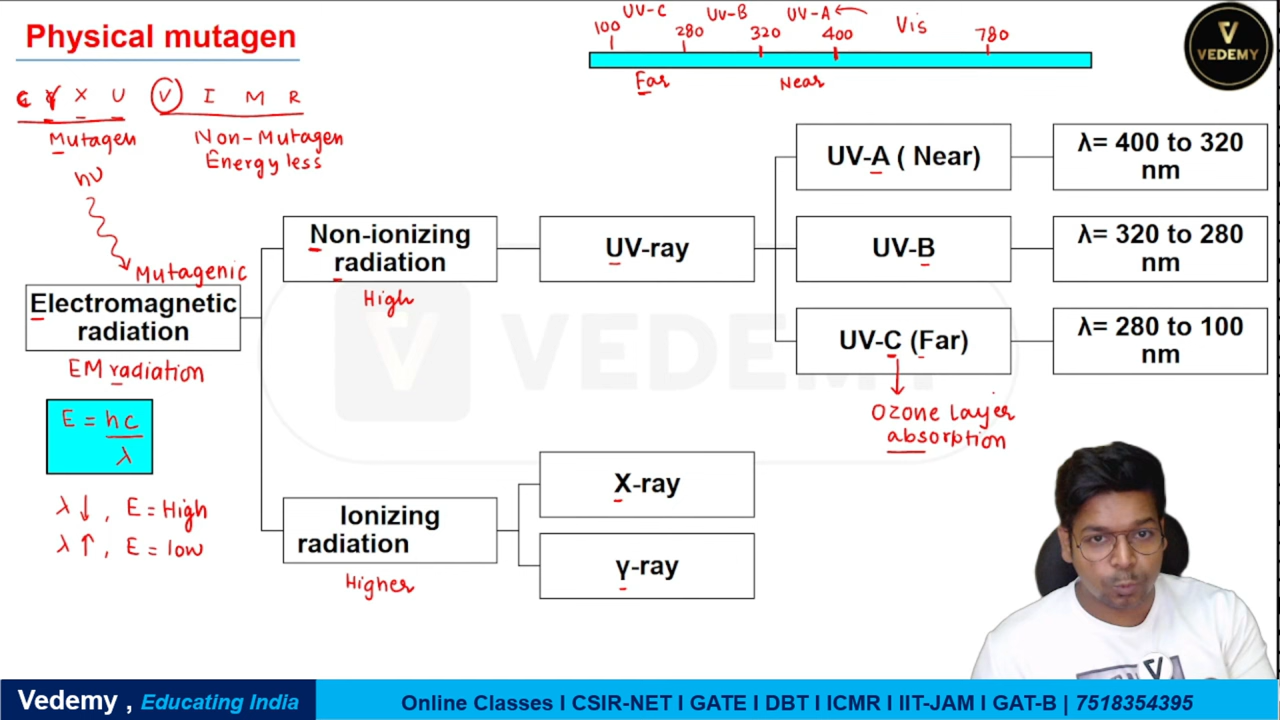 Physical mutagen
UV-C UV-B UV-A Vis
100 280 320 400 780
Far Near
VEDEMY
γ X U V I M R
Mutagen
Non-Mutagen
Energyless
hν
Mutagenic
Electromagnetic
radiation
EM radiation
E = hc
λ
λ ↓, E = High
λ ↑, E = low
Non-ionizing
radiation
High
UV-ray
UV-A ( Near)
λ= 400 to 320
nm
UV-B
λ= 320 to 280
nm
UV-C (Far)
λ= 280 to 100
nm
Ozone layer
absorption
VEDEMY
Ionizing
radiation
Higher
X-ray
γ-ray
Vedemy , Educating India
Online Classes I CSIR-NET I GATE I DBT I ICMR I IIT-JAM I GAT-B | 7518354395